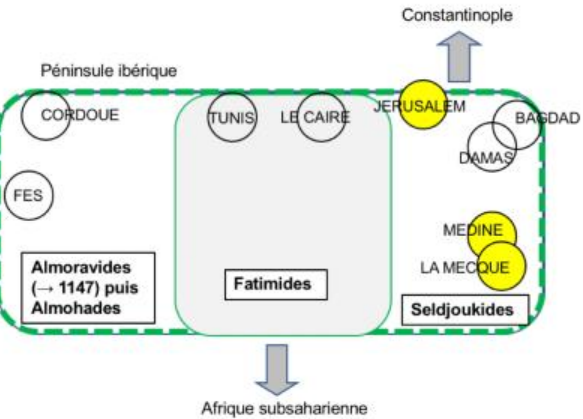 Constantinople
Péninsule ibérique
CORDOUE
TUNIS
LE CAIRE
JERUSALEM
BAGDAD
DAMAS
FES
MEDINE
LA MECQUE
Almoravides
(→ 1147) puis
Almohades
Fatimides
Seldjoukides
Afrique subsaharienne